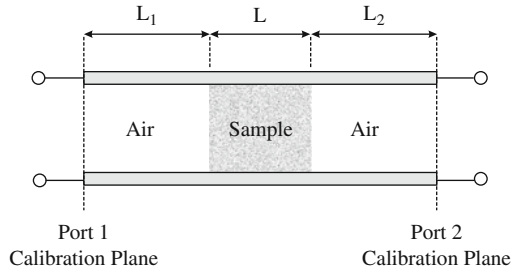 L₁ L L₂
Air Sample Air
Port 1 Port 2
Calibration Plane Calibration Plane